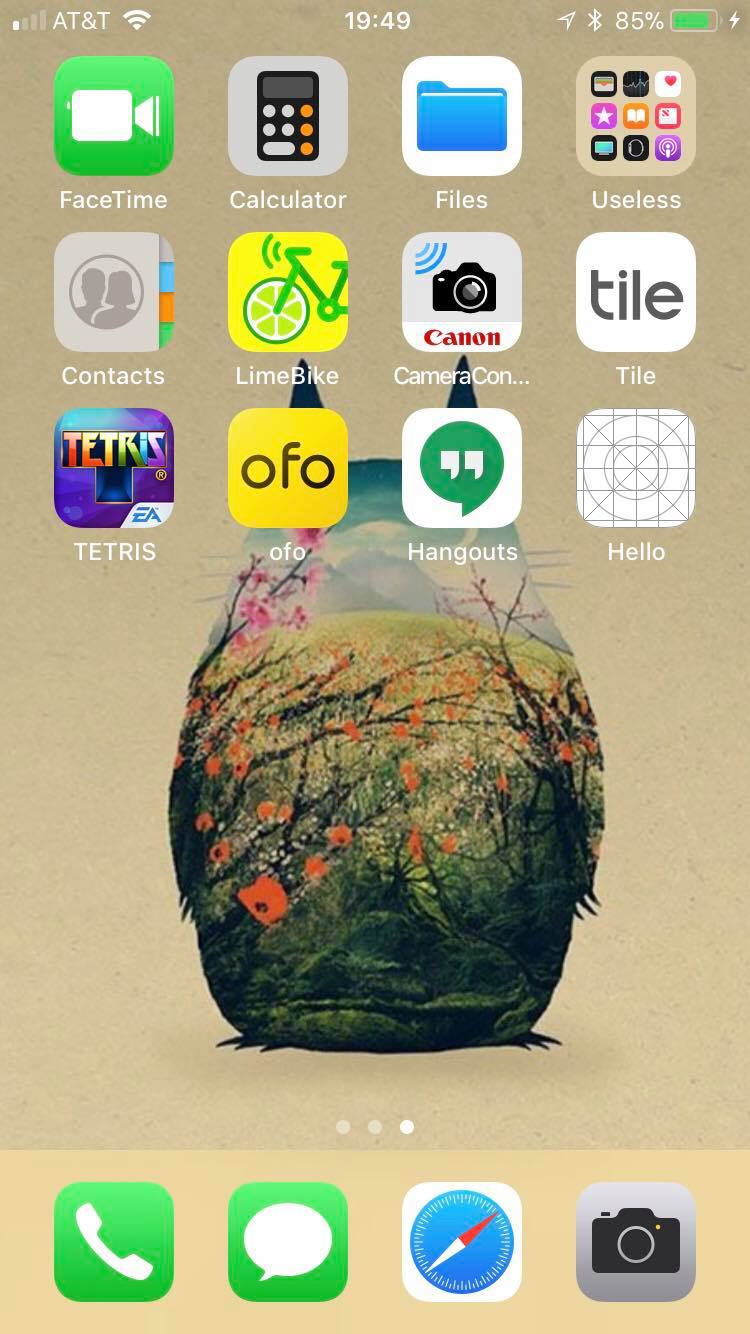 AT&T 19:49 85%
FaceTime Calculator Files Useless
Canon
tile
Contacts LimeBike CameraCon... Tile
TETRIS®
EA
ofo
TETRIS ofo Hangouts Hello